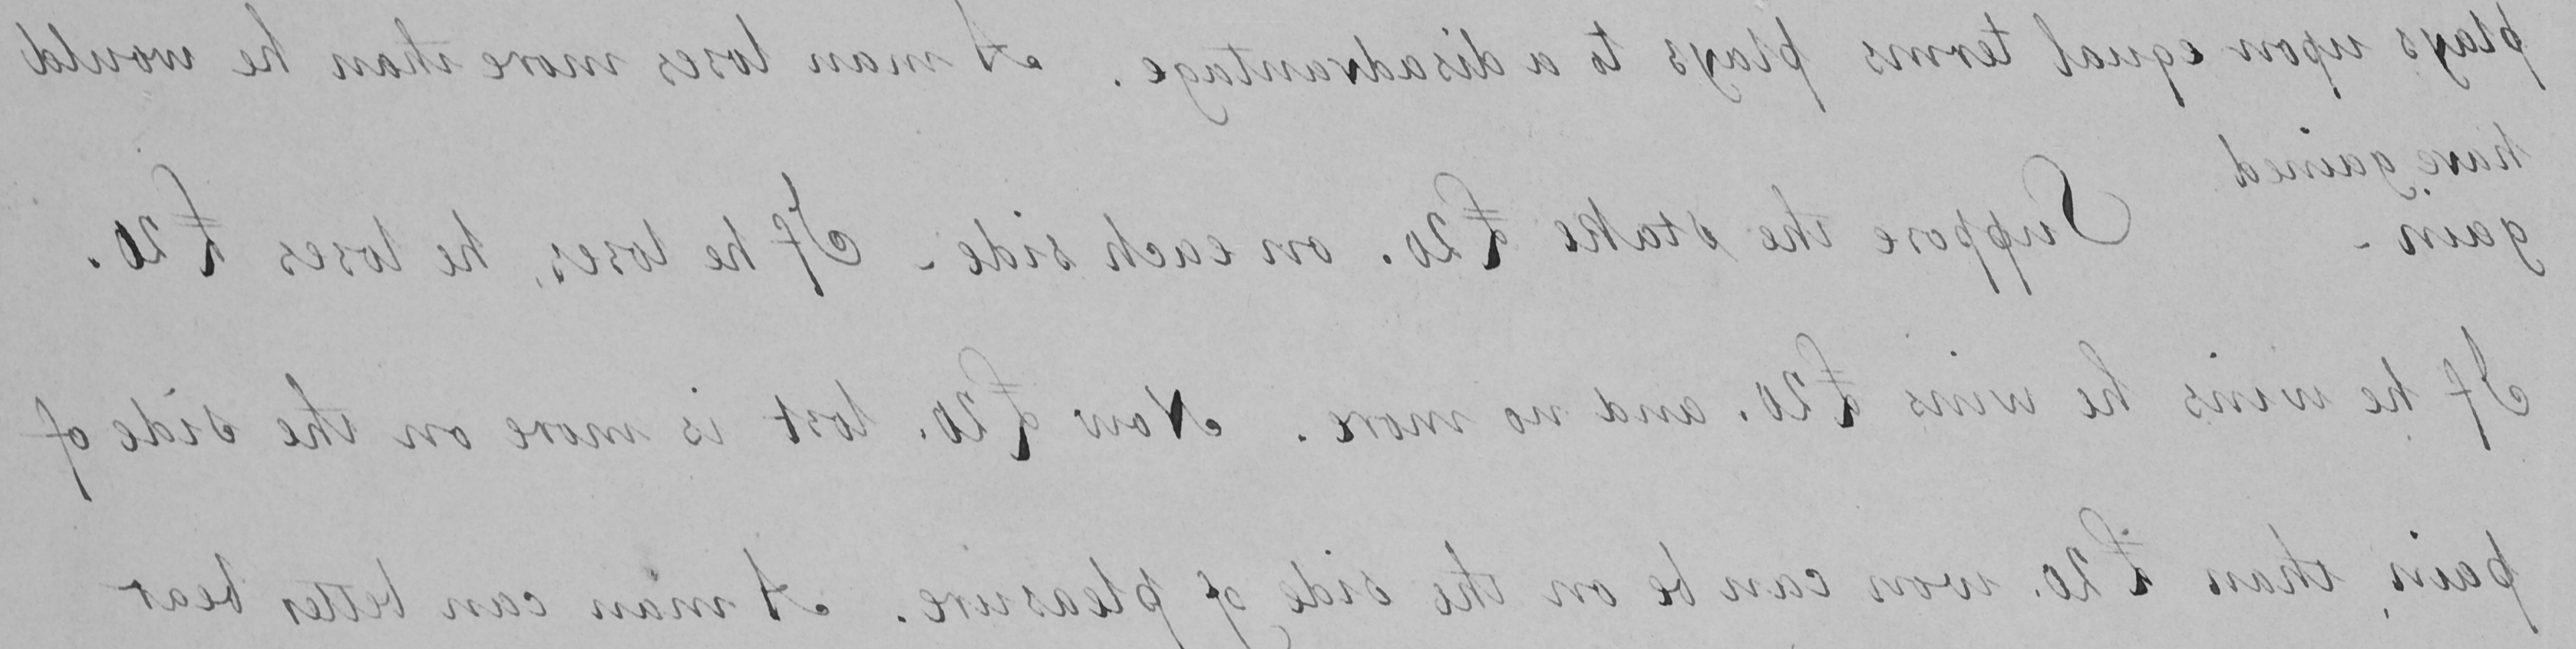 plays upon equal terms plays to a disadvantage. A man loses more than he would
have gained
gain - Suppose the stake £20. on each side - If he loses, he loses £20.
If he wins he wins £20. and no more. Now £20. lost is more on the side of
pain, than £20. won can be on the side of pleasure. A man can better bear